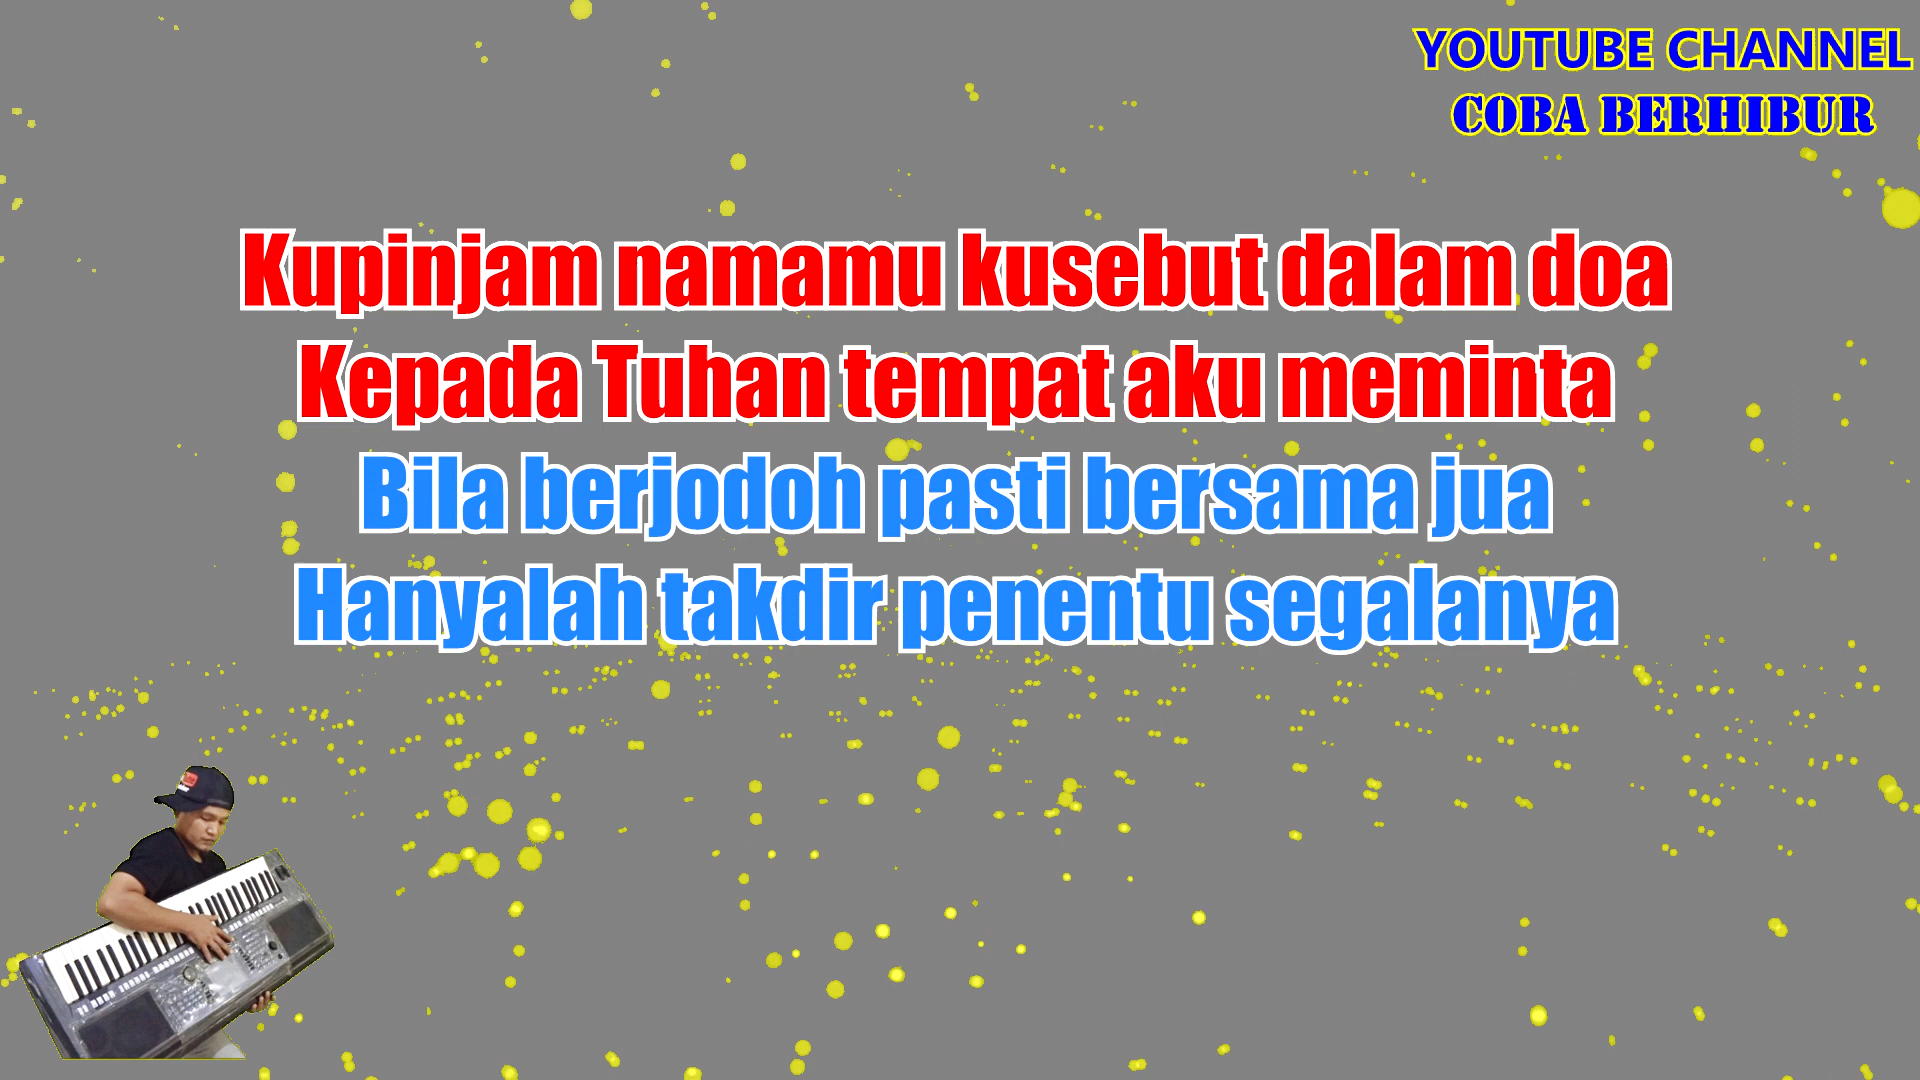 YOUTUBE CHANNEL
COBA BERHIBUR
Kupinjam namamu kusebut dalam doa
Kepada Tuhan tempat aku meminta
Bila berjodoh pasti bersama jua
Hanyalah takdir penentu segalanya